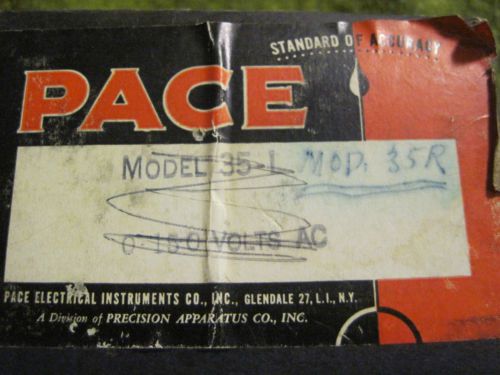 STANDARD OF ACCURACY
PACE
MODEL 35-1 MOD. 35R
0-150 VOLTS AC
PACE ELECTRICAL INSTRUMENTS CO., INC., GLENDALE 27, L.I., N.Y.
A Division of PRECISION APPARATUS CO., INC.